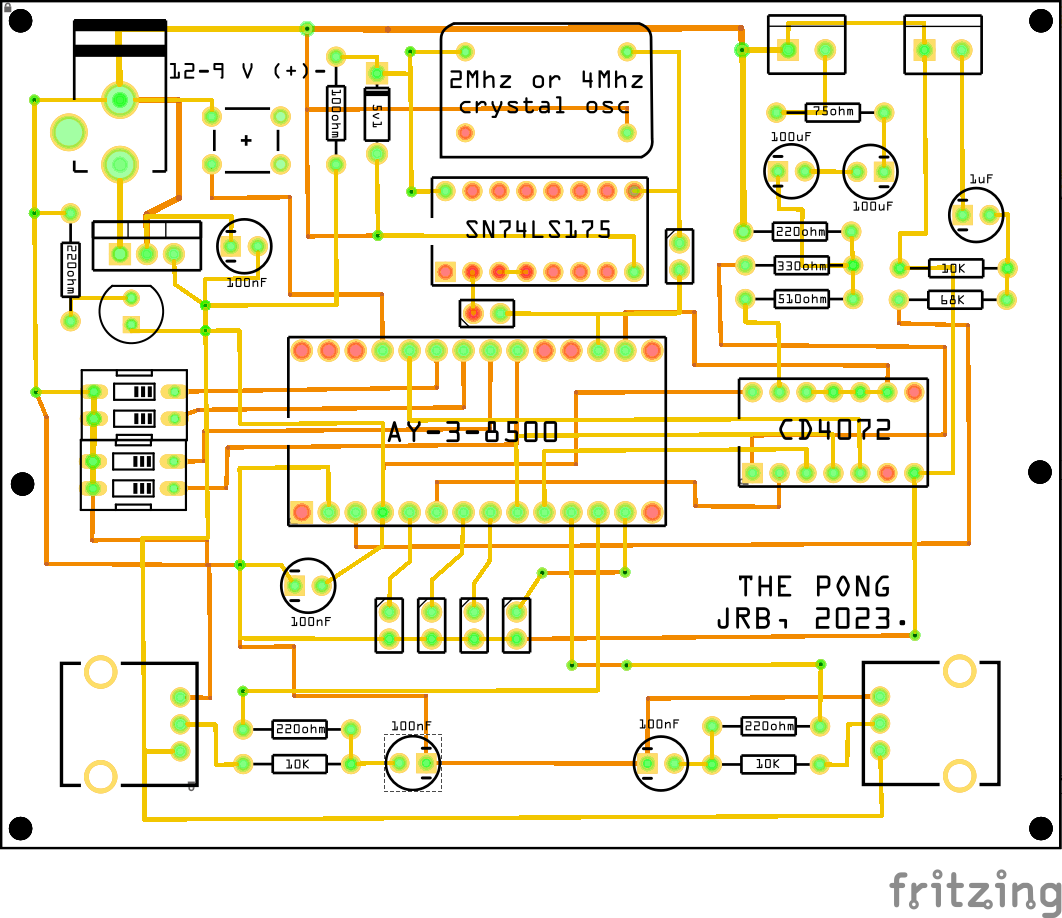 12-9 V (+)-
100ohm
5v1
2Mhz or 4Mhz
crystal osc
75ohm
100uF
100uF
1uF
SN74LS175
220ohm
100nF
220ohm
330ohm
510ohm
10K
68K
AY-3-8500
CD4072
100nF
THE PONG
JRB, 2023.
220ohm
10K
100nF
100nF
220ohm
10K
fritzing